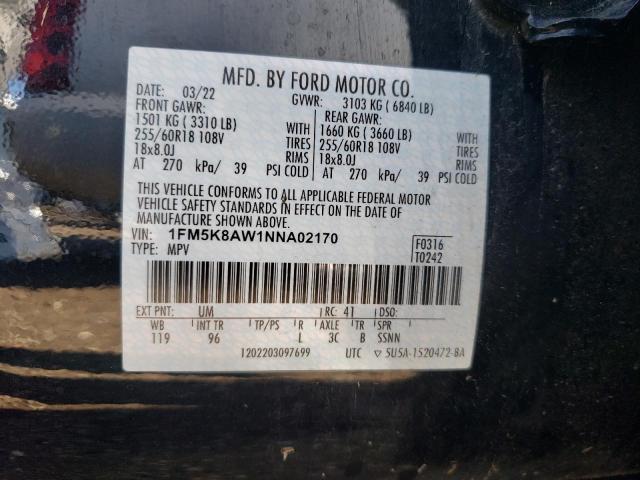 MFD. BY FORD MOTOR CO.
DATE: 03/22 GVWR: 3103 KG ( 6840 LB)
FRONT GAWR: REAR GAWR:
1501 KG ( 3310 LB) WITH 1660 KG ( 3660 LB) WITH
255/60R18 108V TIRES 255/60R18 108V TIRES
18x8.0J RIMS 18x8.0J RIMS
AT 270 kPa/ 39 PSI COLD AT 270 kPa/ 39 PSI COLD
THIS VEHICLE CONFORMS TO ALL APPLICABLE FEDERAL MOTOR
VEHICLE SAFETY STANDARDS IN EFFECT ON THE DATE OF
MANUFACTURE SHOWN ABOVE.
VIN: 1FM5K8AW1NNA02170 F0316
TYPE: MPV T0242
EXT PNT: UM RC: 41 DSO:
WB INT TR TP/PS R AXLE TR SPR
119 96 L 3C B SSNN
1202203097699 UTC ▽5U5A-1520472-BA